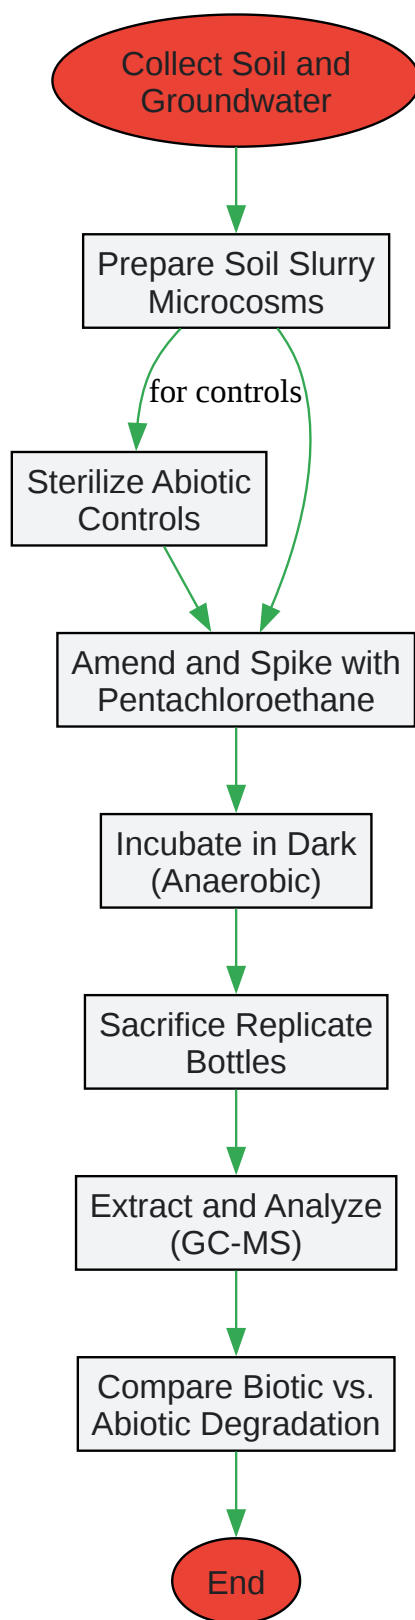 Collect Soil and
Groundwater
Prepare Soil Slurry
Microcosms
for controls
Sterilize Abiotic
Controls
Amend and Spike with
Pentachloroethane
Incubate in Dark
(Anaerobic)
Sacrifice Replicate
Bottles
Extract and Analyze
(GC-MS)
Compare Biotic vs.
Abiotic Degradation
End